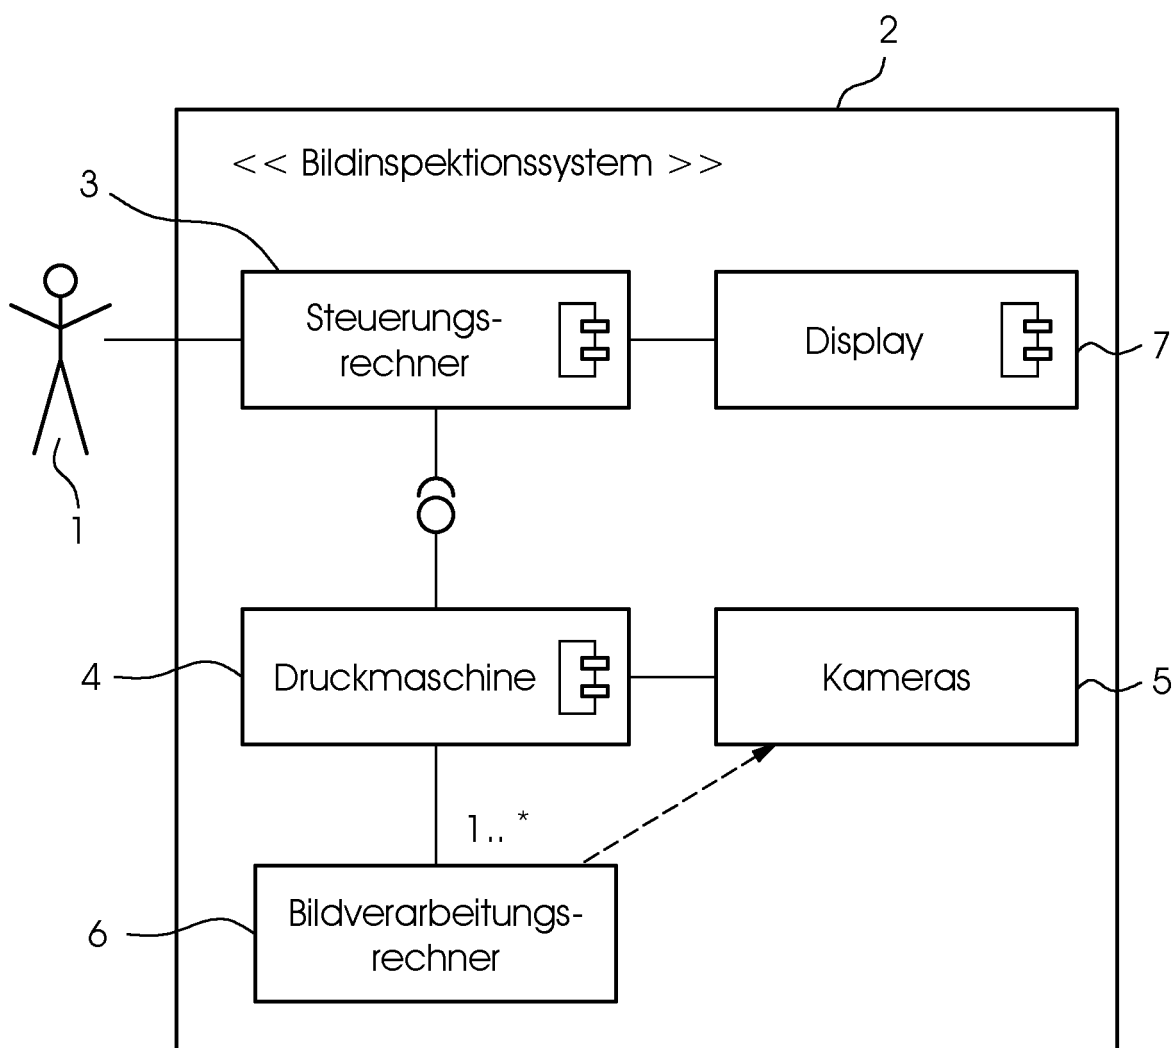 2
<< Bildinspektionssystem >>
3
Steuerungs-
rechner
Display
7
1
4
Druckmaschine
Kameras
5
1.. *
6
Bildverarbeitungs-
rechner